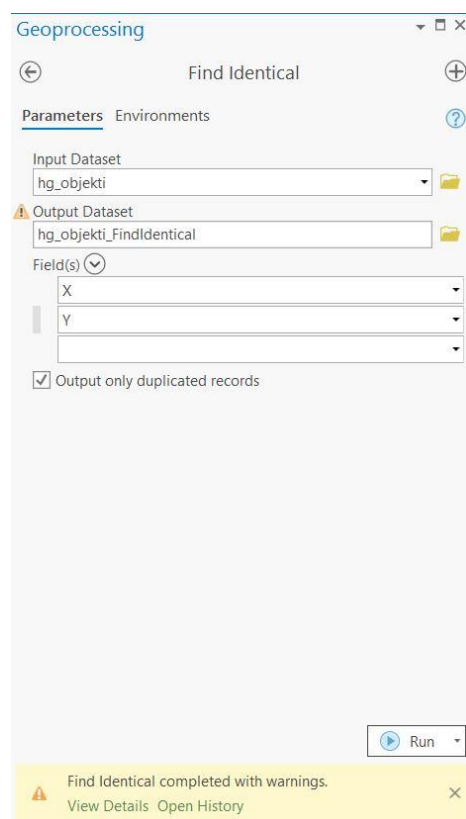 Geoprocessing
Find Identical
Parameters Environments
Input Dataset
hg_objekti
Output Dataset
hg_objekti_FindIdentical
Field(s)
X
Y
Output only duplicated records
Run
Find Identical completed with warnings.
View Details Open History